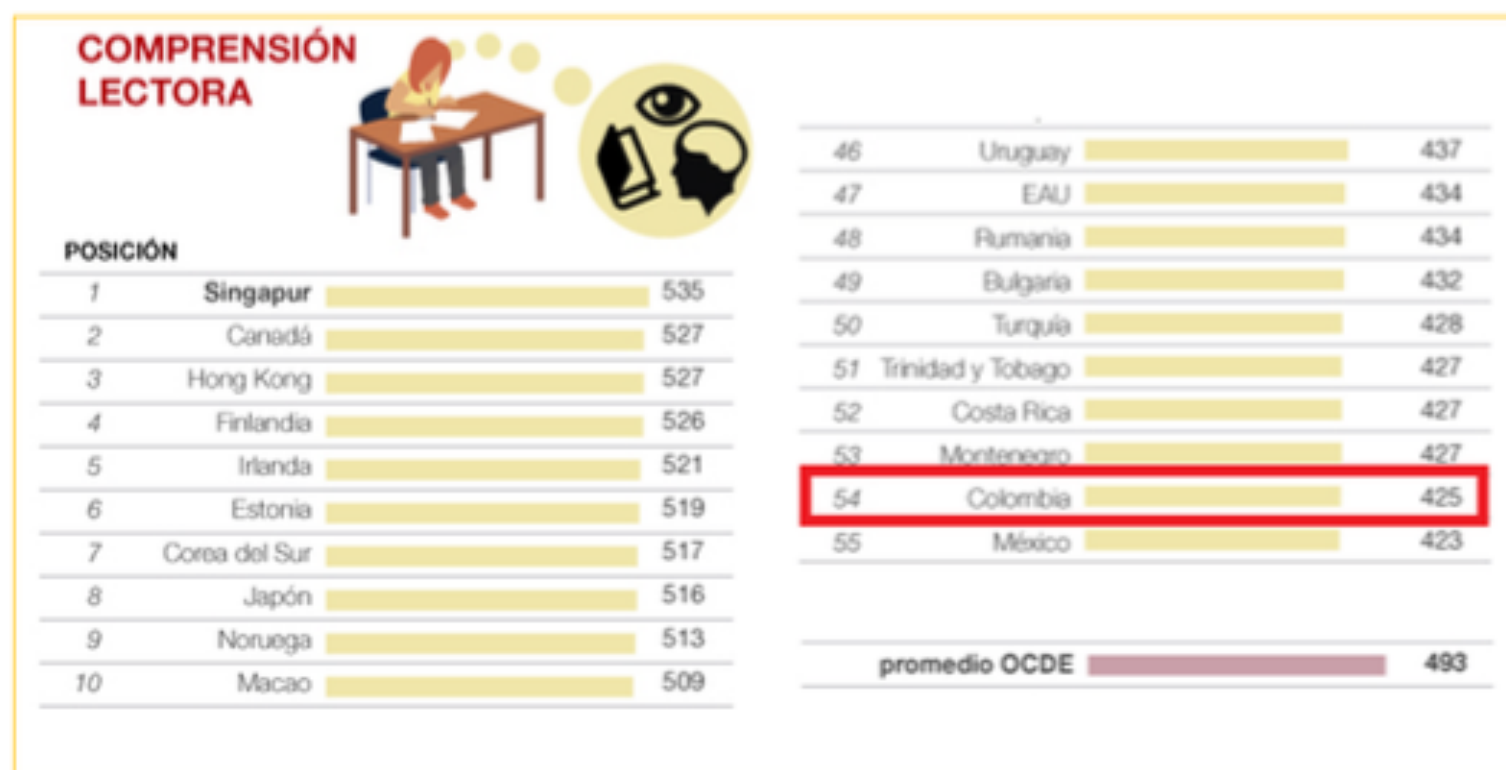 COMPRENSIÓN
LECTORA
POSICIÓN
1 Singapur 535
2 Canadá 527
3 Hong Kong 527
4 Finlandia 526
5 Irlanda 521
6 Estonia 519
7 Corea del Sur 517
8 Japón 516
9 Noruega 513
10 Macao 509
46 Uruguay 437
47 EAU 434
48 Rumania 434
49 Bulgaria 432
50 Turquía 428
51 Trinidad y Tobago 427
52 Costa Rica 427
53 Montenegro 427
54 Colombia 425
55 México 423
promedio OCDE 493